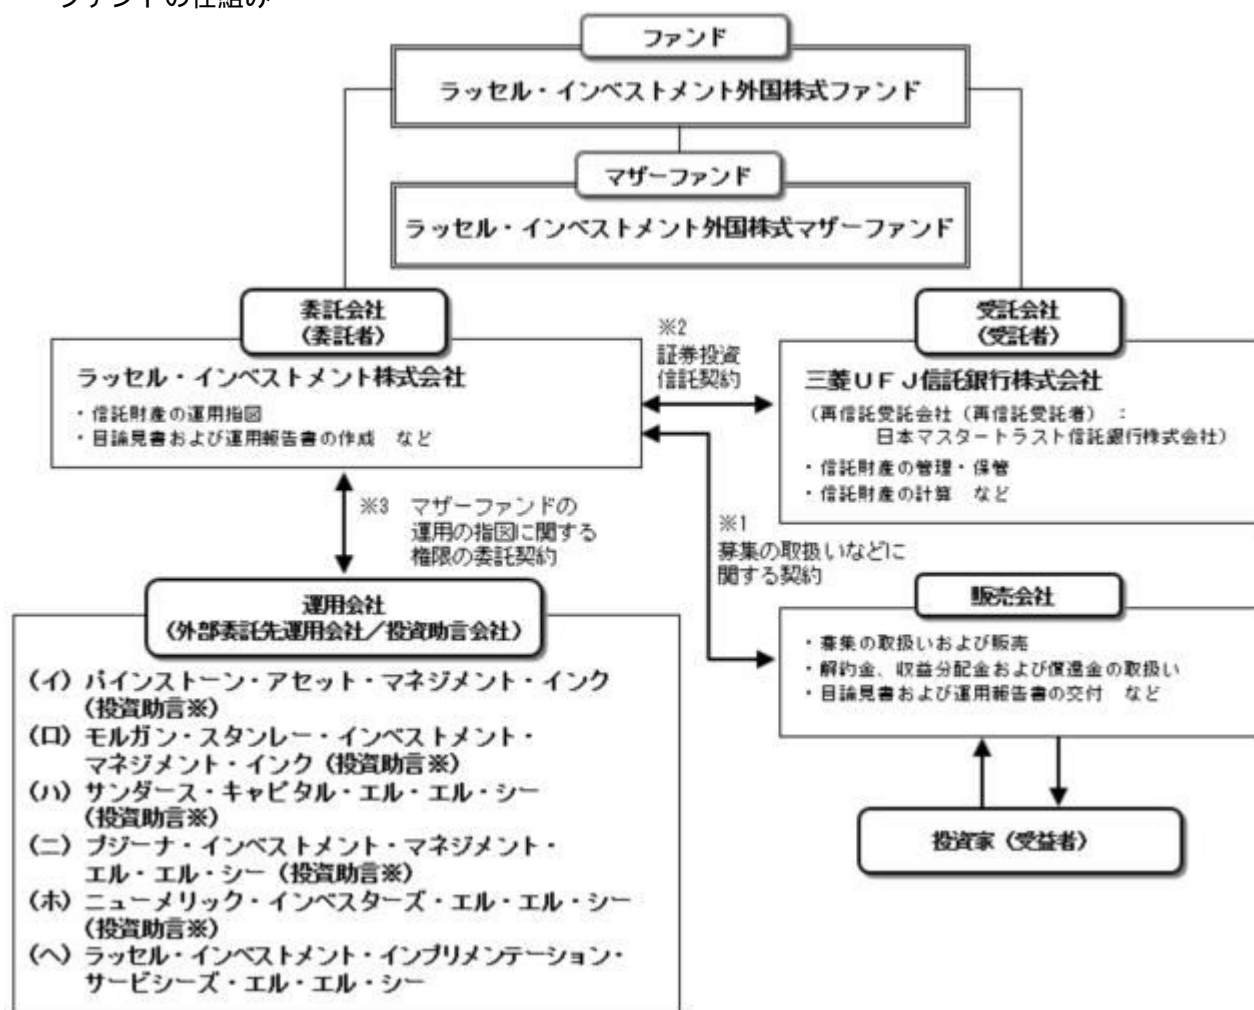 ファンドの仕組み
ファンド
ラッセル・インベストメント外国株式ファンド
マザーファンド
ラッセル・インベストメント外国株式マザーファンド
委託会社
（委託者）
ラッセル・インベストメント株式会社
・信託財産の運用指図
・目論見書および運用報告書の作成 など
※2
証券投資
信託契約
受託会社
（受託者）
三菱ＵＦＪ信託銀行株式会社
（再信託受託会社（再信託受託者）：
日本マスタートラスト信託銀行株式会社）
・信託財産の管理・保管
・信託財産の計算 など
※3 マザーファンドの
運用の指図に関する
権限の委託契約
※1
募集の取扱いなどに
関する契約
運用会社
（外部委託先運用会社／投資助言会社）
（イ）パインストーン・アセット・マネジメント・インク
（投資助言※）
（ロ）モルガン・スタンレー・インベストメント・
マネジメント・インク（投資助言※）
（ハ）サンダース・キャピタル・エル・エル・シー
（投資助言※）
（ニ）プジーナ・インベストメント・マネジメント・
エル・エル・シー（投資助言※）
（ホ）ニューメリック・インベスターズ・エル・エル・シー
（投資助言※）
（ヘ）ラッセル・インベストメント・インプリメンテーション・
サービシーズ・エル・エル・シー
販売会社
・募集の取扱いおよび販売
・解約金、収益分配金および償還金の取扱い
・目論見書および運用報告書の交付 など
投資家（受益者）